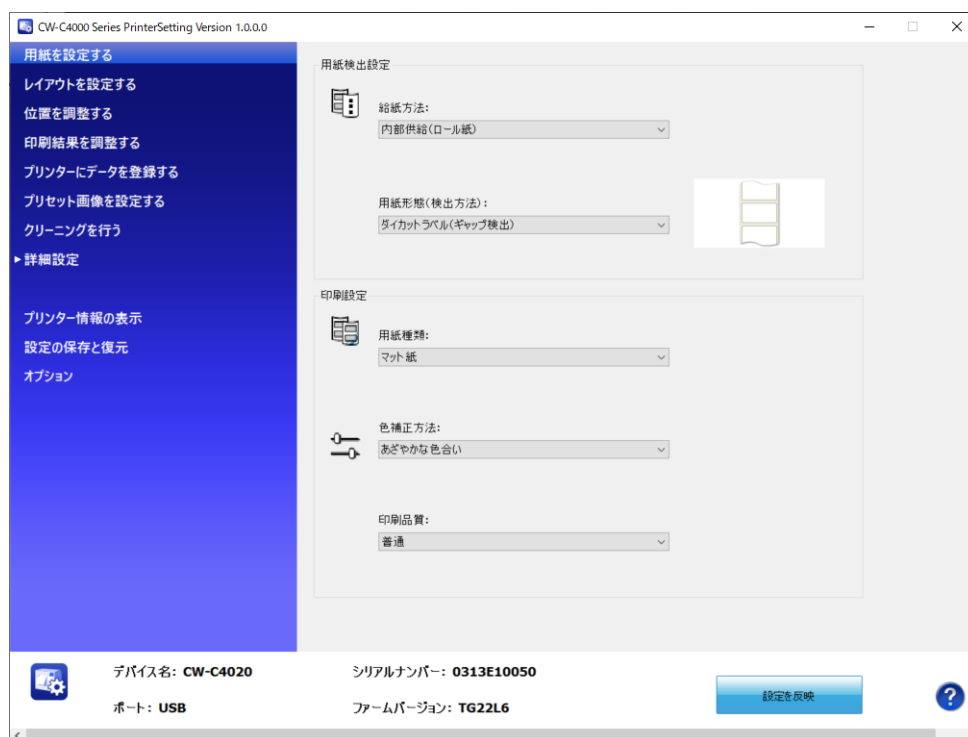 CW-C4000 Series PrinterSetting Version 1.0.0.0
用紙を設定する
レイアウトを設定する
位置を調整する
印刷結果を調整する
プリンターにデータを登録する
プリセット画像を設定する
クリーニングを行う
詳細設定
プリンター情報の表示
設定の保存と復元
オプション
用紙検出設定
給紙方法:
内部供給(ロール紙)
用紙形態(検出方法):
ダイカットラベル(ギャップ検出)
印刷設定
用紙種類:
マット紙
色補正方法:
あざやかな色合い
印刷品質:
普通
デバイス名: CW-C4020
シリアルナンバー: 0313E10050
ポート: USB
ファームバージョン: TG22L6
設定を反映
?